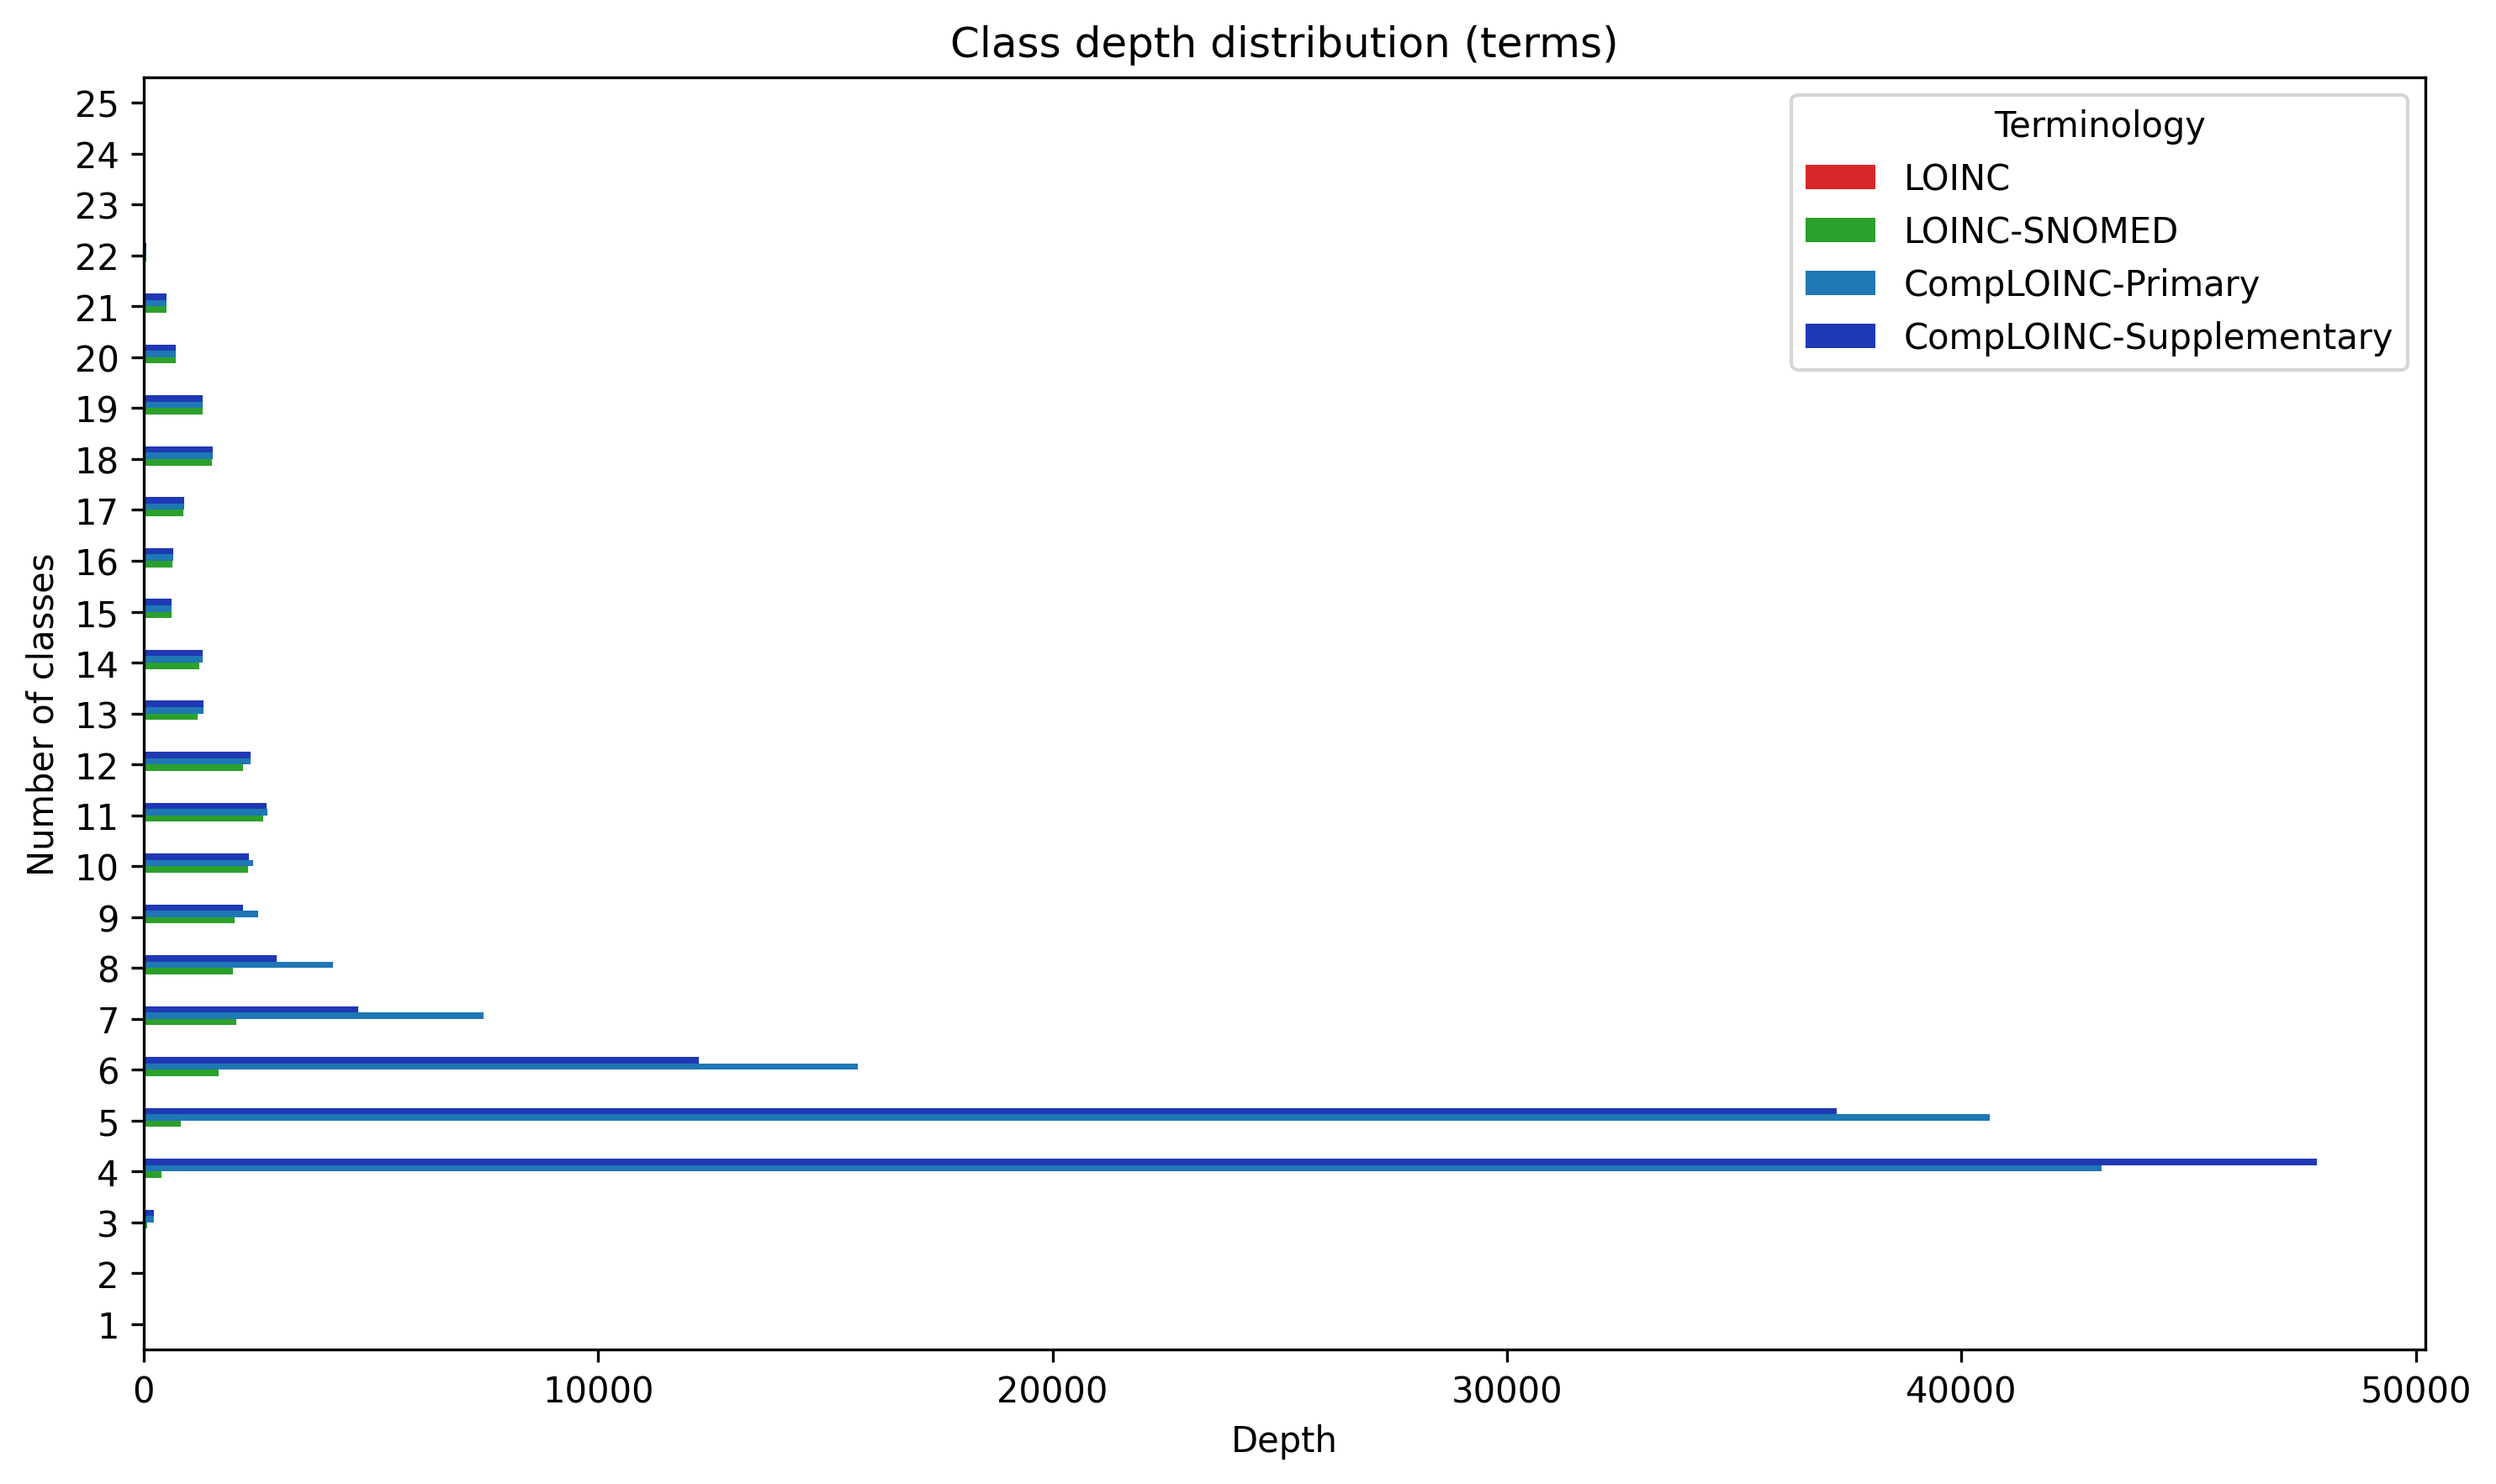 Class depth distribution (terms)
Terminology
LOINC
LOINC-SNOMED
CompLOINC-Primary
CompLOINC-Supplementary
Number of classes
25
24
23
22
21
20
19
18
17
16
15
14
13
12
11
10
9
8
7
6
5
4
3
2
1
0 10000 20000 30000 40000 50000
Depth